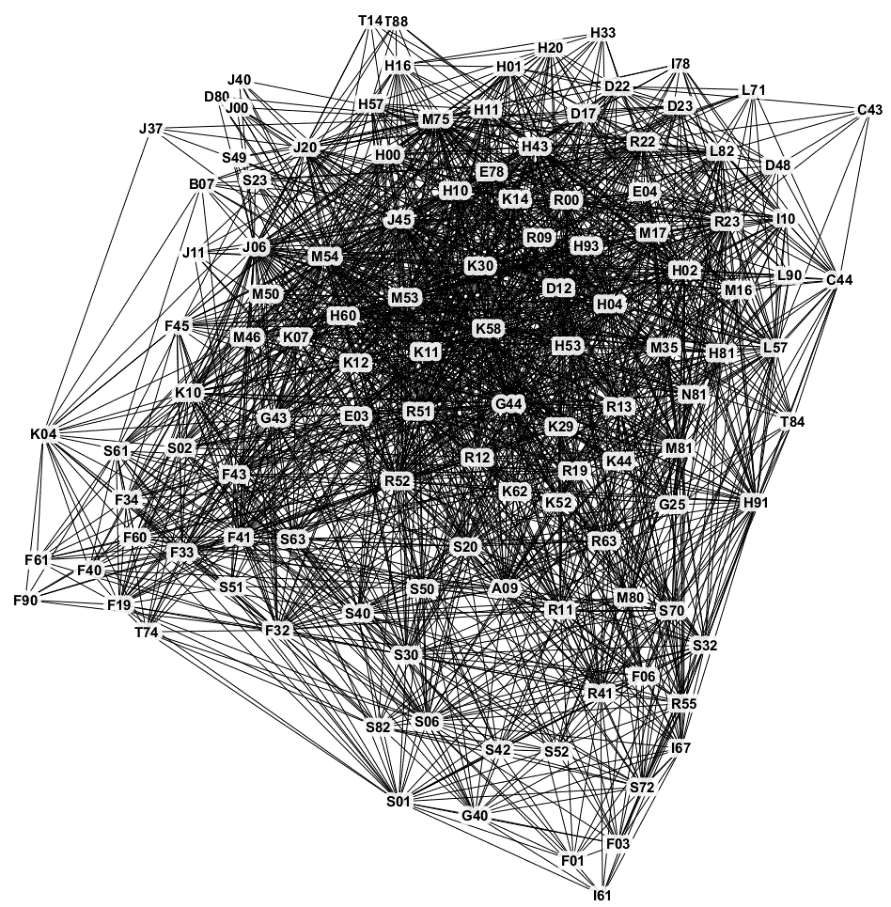 T14 T88
H33
H20
H16 H01 I78
J40 D22 L71
D80 J00 H57 M75 H11 D17 D23 C43
J37 J20 H00 H43 R22 L82
S49 E78 D48
B07 S23 H10 K14 R00 E04
J45 R09 M17 R23 I10
J11 J06 M54 K30 H93 H02
M50 M53 D12 H04 M16 L90 C44
F45 M46 K07 H60 K58
K12 K11 H53 M35 H81 L57
K10 N81
G43 E03 R51 G44 R13
K04 S61 S02 K29 T84
F43 R12 R19 K44 M81
F34 R52 K62 K52 G25 H91
F60 F33 F41 S63 S20 R63
F61 F40 S51 S50 A09 M80
F90 F19 S40 R11 S70
T74 F32 S30 S32
R41 F06 R55
S82 S06
S42 S52 I67
S01 S72
G40
F03
F01
I61